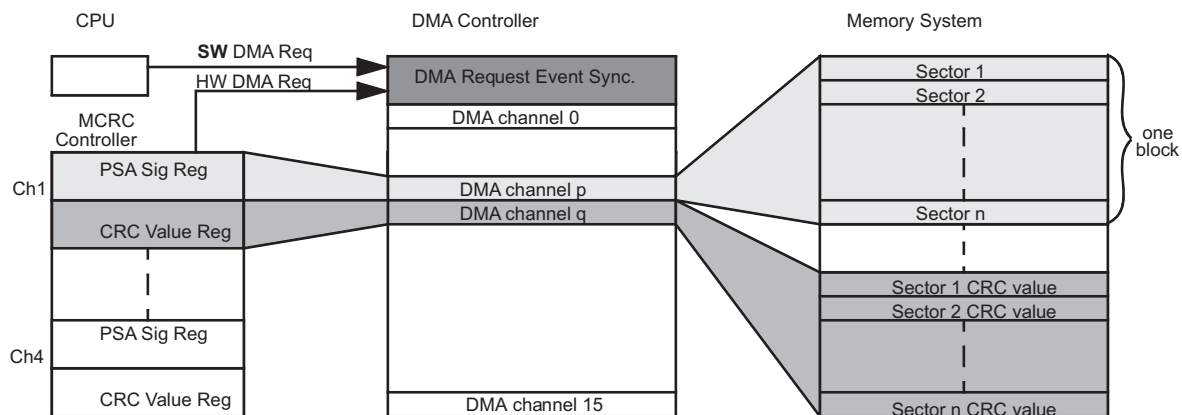 CPU
DMA Controller
Memory System
SW DMA Req
HW DMA Req
DMA Request Event Sync.
DMA channel 0
MCRC
Controller
Ch1
PSA Sig Reg
CRC Value Reg
DMA channel p
DMA channel q
Sector 1
Sector 2
Sector n
one
block
Sector 1 CRC value
Sector 2 CRC value
Ch4
PSA Sig Reg
CRC Value Reg
DMA channel 15
Sector n CRC value